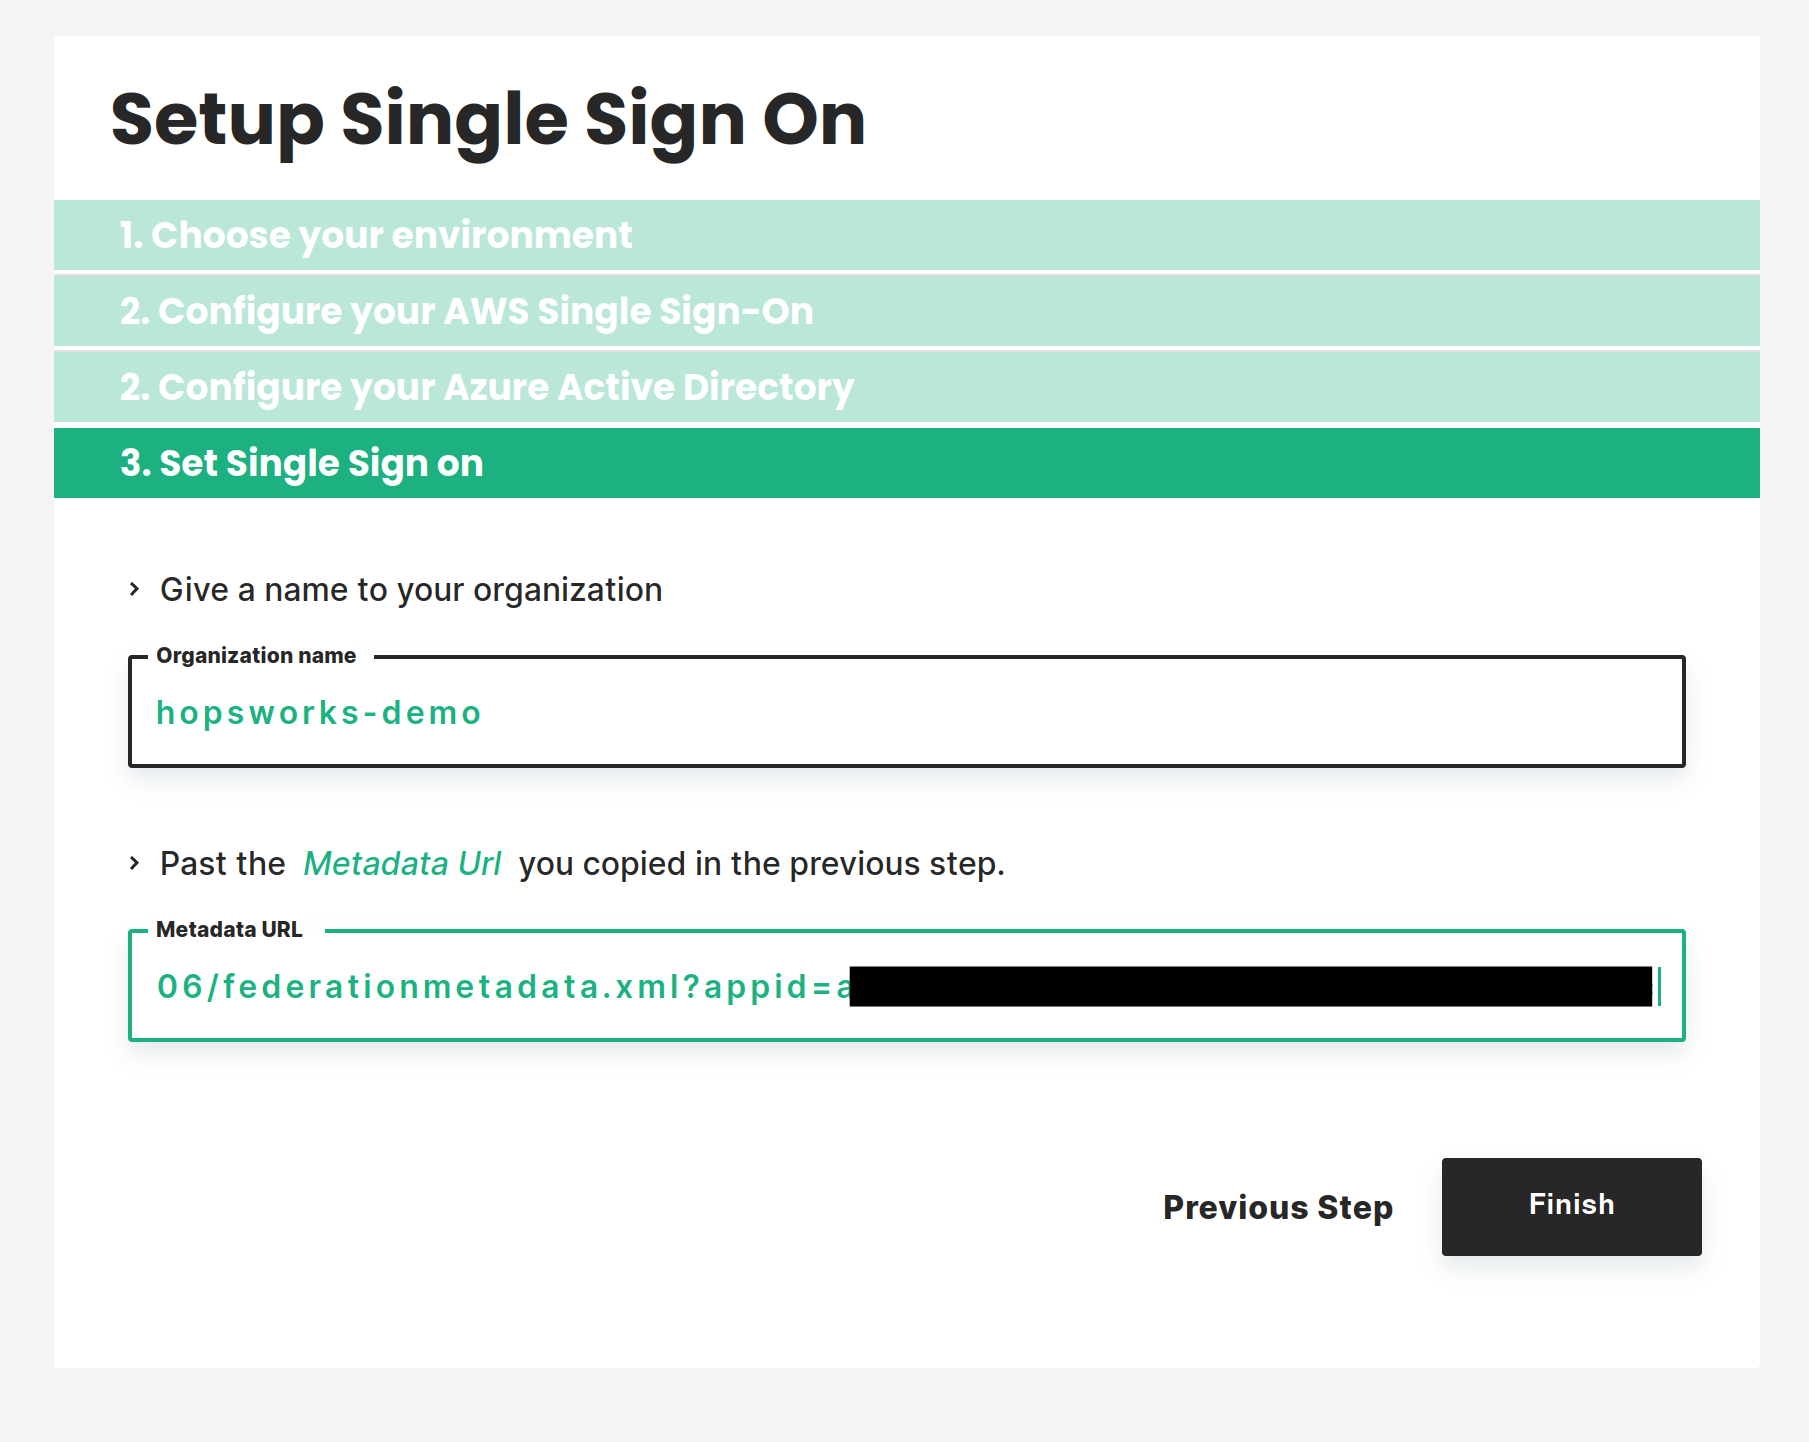 Setup Single Sign On
1. Choose your environment
2. Configure your AWS Single Sign-On
2. Configure your Azure Active Directory
3. Set Single Sign on
Give a name to your organization
Organization name
hopsworks-demo
Past the Metadata Url you copied in the previous step.
Metadata URL
06/federationmetadata.xml?appid=a
Previous Step
Finish